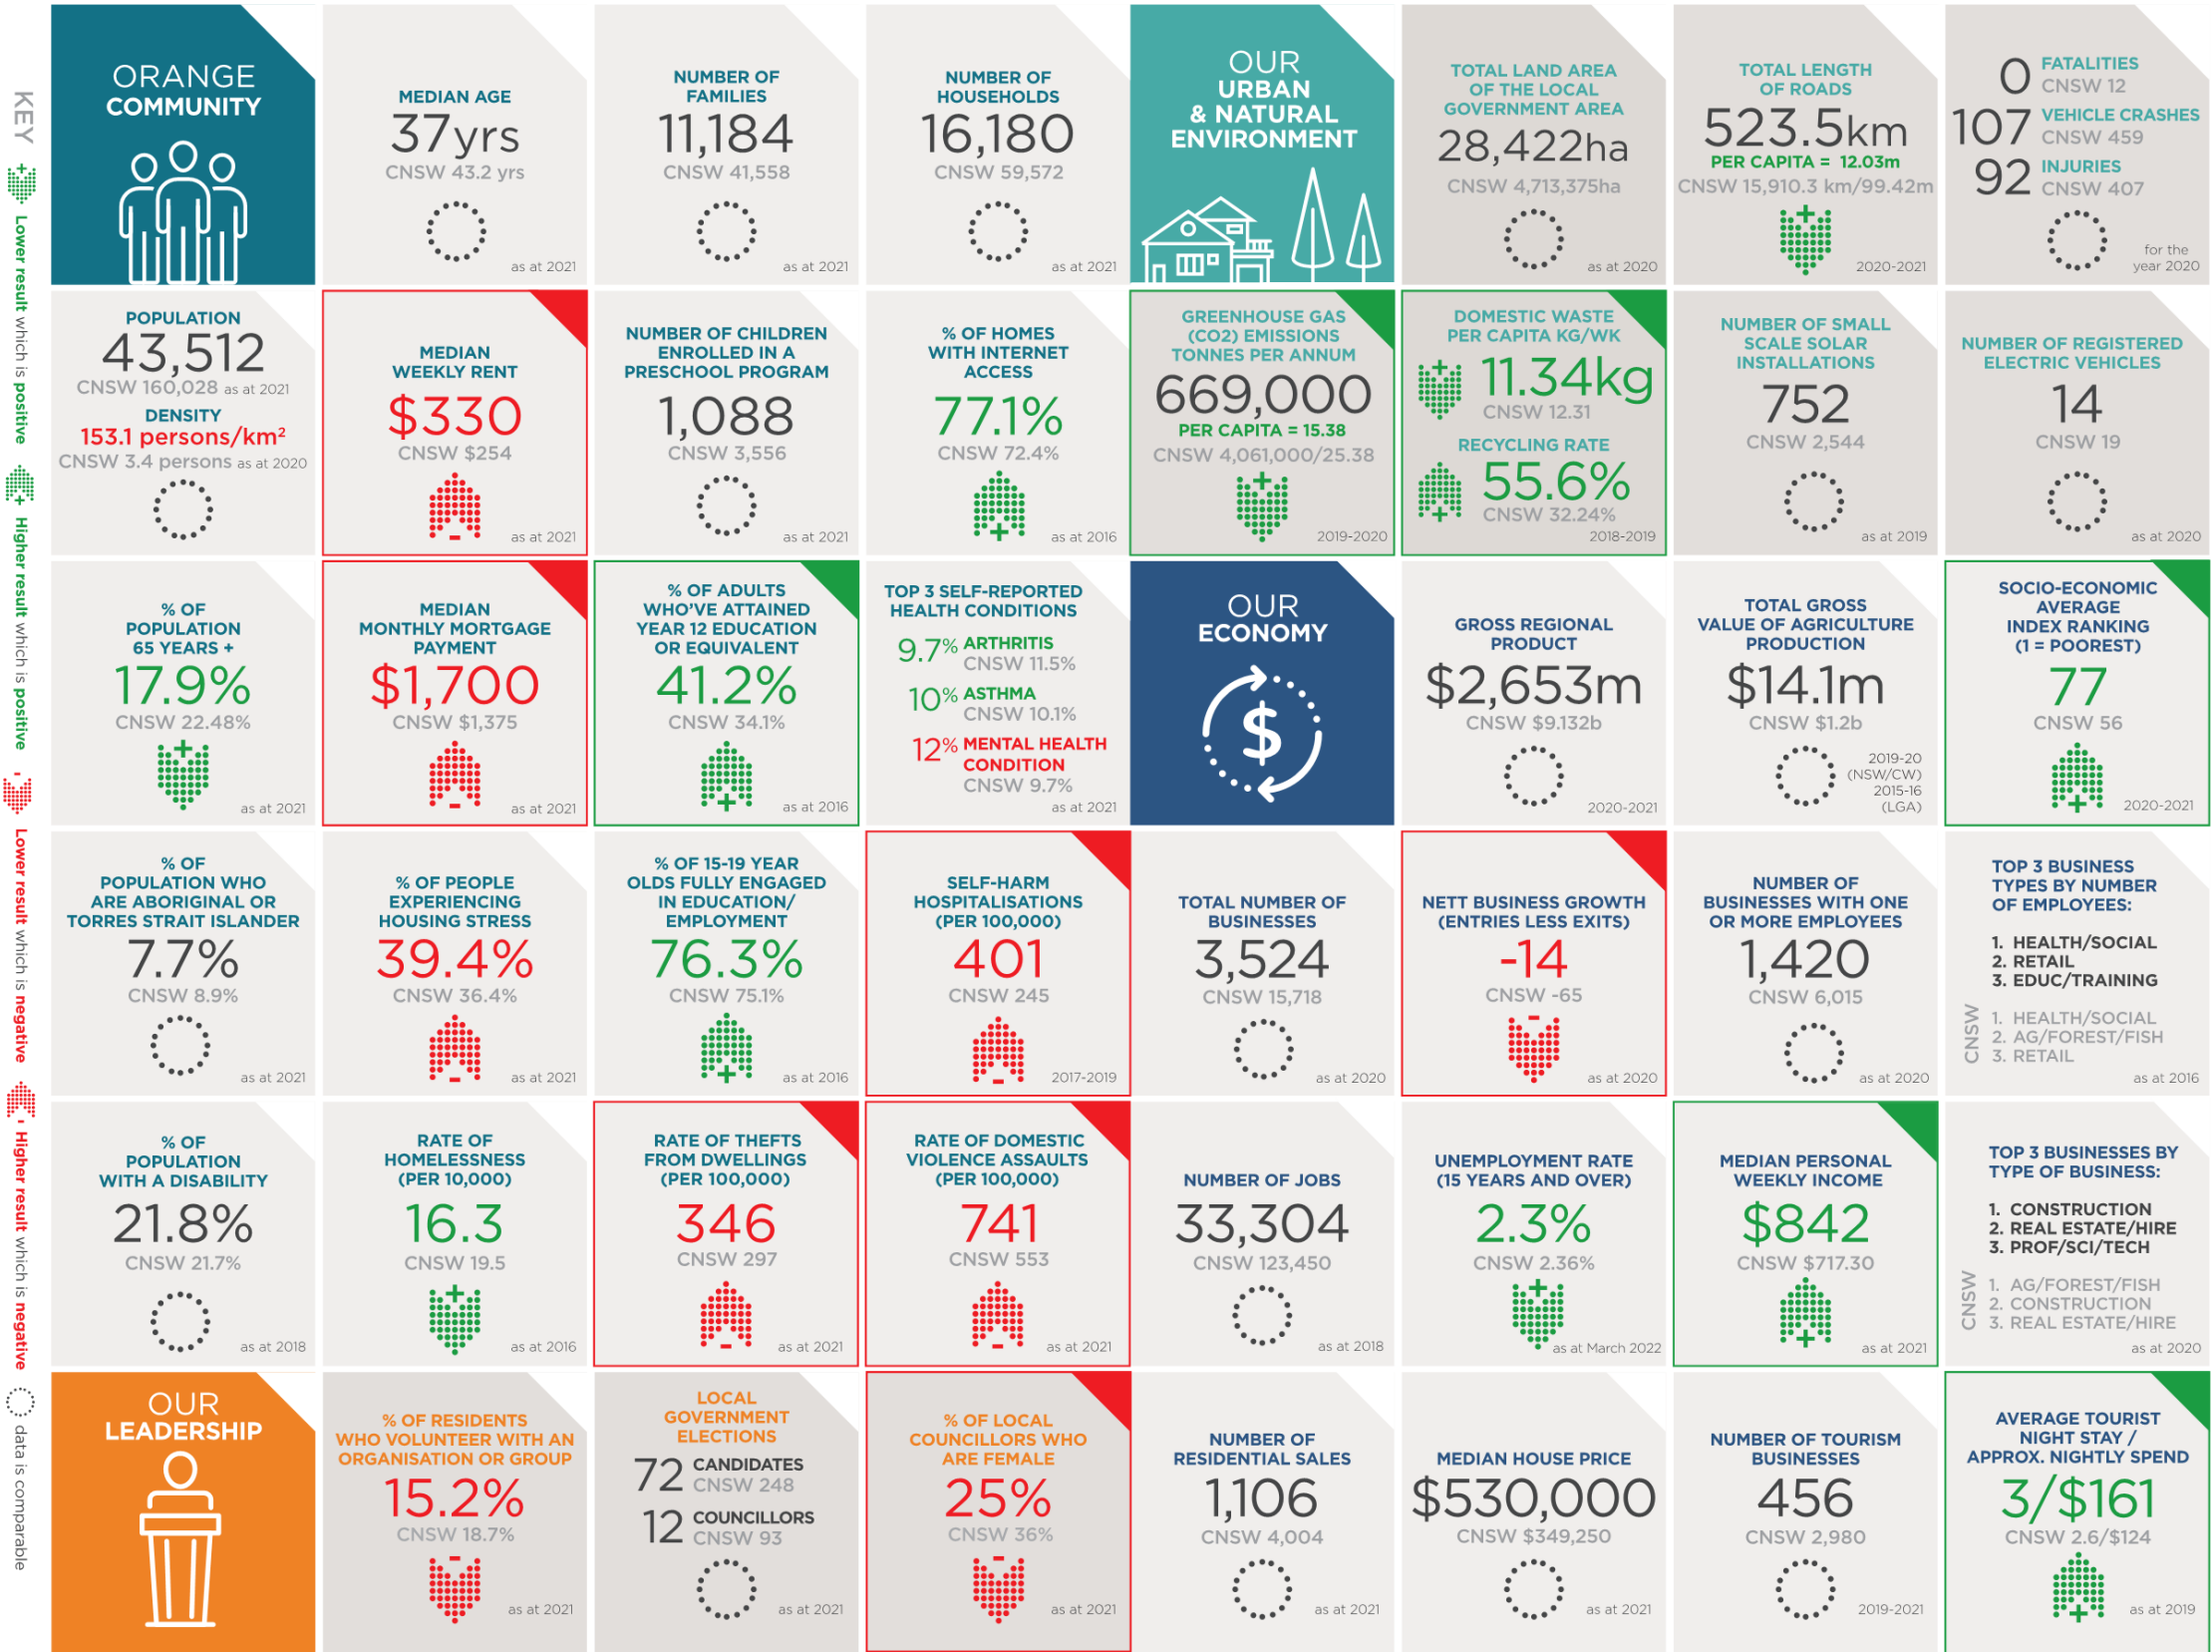 KEY
Lower result which is positive
Higher result which is positive
Lower result which is negative
Higher result which is negative
data is comparable
ORANGE
COMMUNITY
MEDIAN AGE
37yrs
CNSW 43.2 yrs
as at 2021
NUMBER OF
FAMILIES
11,184
CNSW 41,558
as at 2021
NUMBER OF
HOUSEHOLDS
16,180
CNSW 59,572
as at 2021
OUR
URBAN
& NATURAL
ENVIRONMENT
TOTAL LAND AREA
OF THE LOCAL
GOVERNMENT AREA
28,422ha
CNSW 4,713,375ha
as at 2020
TOTAL LENGTH
OF ROADS
523.5km
PER CAPITA = 12.03m
CNSW 15,910.3 km/99.42m
2020-2021
0 FATALITIES
CNSW 12
107 VEHICLE CRASHES
CNSW 459
92 INJURIES
CNSW 407
for the
year 2020
POPULATION
43,512
CNSW 160,028 as at 2021
DENSITY
153.1 persons/km²
CNSW 3.4 persons as at 2020
MEDIAN
WEEKLY RENT
$330
CNSW $254
as at 2021
NUMBER OF CHILDREN
ENROLLED IN A
PRESCHOOL PROGRAM
1,088
CNSW 3,556
as at 2021
% OF HOMES
WITH INTERNET
ACCESS
77.1%
CNSW 72.4%
as at 2016
GREENHOUSE GAS
(CO2) EMISSIONS
TONNES PER ANNUM
669,000
PER CAPITA = 15.38
CNSW 4,061,000/25.38
2019-2020
DOMESTIC WASTE
PER CAPITA KG/WK
11.34kg
CNSW 12.31
RECYCLING RATE
55.6%
CNSW 32.24%
2018-2019
NUMBER OF SMALL
SCALE SOLAR
INSTALLATIONS
752
CNSW 2,544
as at 2019
NUMBER OF REGISTERED
ELECTRIC VEHICLES
14
CNSW 19
as at 2020
% OF
POPULATION
65 YEARS +
17.9%
CNSW 22.48%
as at 2021
MEDIAN
MONTHLY MORTGAGE
PAYMENT
$1,700
CNSW $1,375
as at 2021
% OF ADULTS
WHO'VE ATTAINED
YEAR 12 EDUCATION
OR EQUIVALENT
41.2%
CNSW 34.1%
as at 2016
TOP 3 SELF-REPORTED
HEALTH CONDITIONS
9.7% ARTHRITIS
CNSW 11.5%
10% ASTHMA
CNSW 10.1%
12% MENTAL HEALTH
CONDITION
CNSW 9.7%
as at 2021
OUR
ECONOMY
$
GROSS REGIONAL
PRODUCT
$2,653m
CNSW $9.132b
2020-2021
TOTAL GROSS
VALUE OF AGRICULTURE
PRODUCTION
$14.1m
CNSW $1.2b
2019-20
(NSW/CW)
2015-16
(LGA)
SOCIO-ECONOMIC
AVERAGE
INDEX RANKING
(1 = POOREST)
77
CNSW 56
2020-2021
% OF
POPULATION WHO
ARE ABORIGINAL OR
TORRES STRAIT ISLANDER
7.7%
CNSW 8.9%
as at 2021
% OF PEOPLE
EXPERIENCING
HOUSING STRESS
39.4%
CNSW 36.4%
as at 2021
% OF 15-19 YEAR
OLDS FULLY ENGAGED
IN EDUCATION/
EMPLOYMENT
76.3%
CNSW 75.1%
as at 2016
SELF-HARM
HOSPITALISATIONS
(PER 100,000)
401
CNSW 245
2017-2019
TOTAL NUMBER OF
BUSINESSES
3,524
CNSW 15,718
as at 2020
NETT BUSINESS GROWTH
(ENTRIES LESS EXITS)
-14
CNSW -65
as at 2020
NUMBER OF
BUSINESSES WITH ONE
OR MORE EMPLOYEES
1,420
CNSW 6,015
as at 2020
TOP 3 BUSINESS
TYPES BY NUMBER
OF EMPLOYEES:
1. HEALTH/SOCIAL
2. RETAIL
3. EDUC/TRAINING
CNSW
1. HEALTH/SOCIAL
2. AG/FOREST/FISH
3. RETAIL
as at 2016
% OF
POPULATION
WITH A DISABILITY
21.8%
CNSW 21.7%
as at 2018
RATE OF
HOMELESSNESS
(PER 10,000)
16.3
CNSW 19.5
as at 2016
RATE OF THEFTS
FROM DWELLINGS
(PER 100,000)
346
CNSW 297
as at 2021
RATE OF DOMESTIC
VIOLENCE ASSAULTS
(PER 100,000)
741
CNSW 553
as at 2021
NUMBER OF JOBS
33,304
CNSW 123,450
as at 2018
UNEMPLOYMENT RATE
(15 YEARS AND OVER)
2.3%
CNSW 2.36%
as at March 2022
MEDIAN PERSONAL
WEEKLY INCOME
$842
CNSW $717.30
as at 2021
TOP 3 BUSINESSES BY
TYPE OF BUSINESS:
1. CONSTRUCTION
2. REAL ESTATE/HIRE
3. PROF/SCI/TECH
CNSW
1. AG/FOREST/FISH
2. CONSTRUCTION
3. REAL ESTATE/HIRE
as at 2020
OUR
LEADERSHIP
% OF RESIDENTS
WHO VOLUNTEER WITH AN
ORGANISATION OR GROUP
15.2%
CNSW 18.7%
as at 2021
LOCAL
GOVERNMENT
ELECTIONS
72 CANDIDATES
CNSW 248
12 COUNCILLORS
CNSW 93
as at 2021
% OF LOCAL
COUNCILLORS WHO
ARE FEMALE
25%
CNSW 36%
as at 2021
NUMBER OF
RESIDENTIAL SALES
1,106
CNSW 4,004
as at 2021
MEDIAN HOUSE PRICE
$530,000
CNSW $349,250
as at 2021
NUMBER OF TOURISM
BUSINESSES
456
CNSW 2,980
2019-2021
AVERAGE TOURIST
NIGHT STAY /
APPROX. NIGHTLY SPEND
3/$161
CNSW 2.6/$124
as at 2019